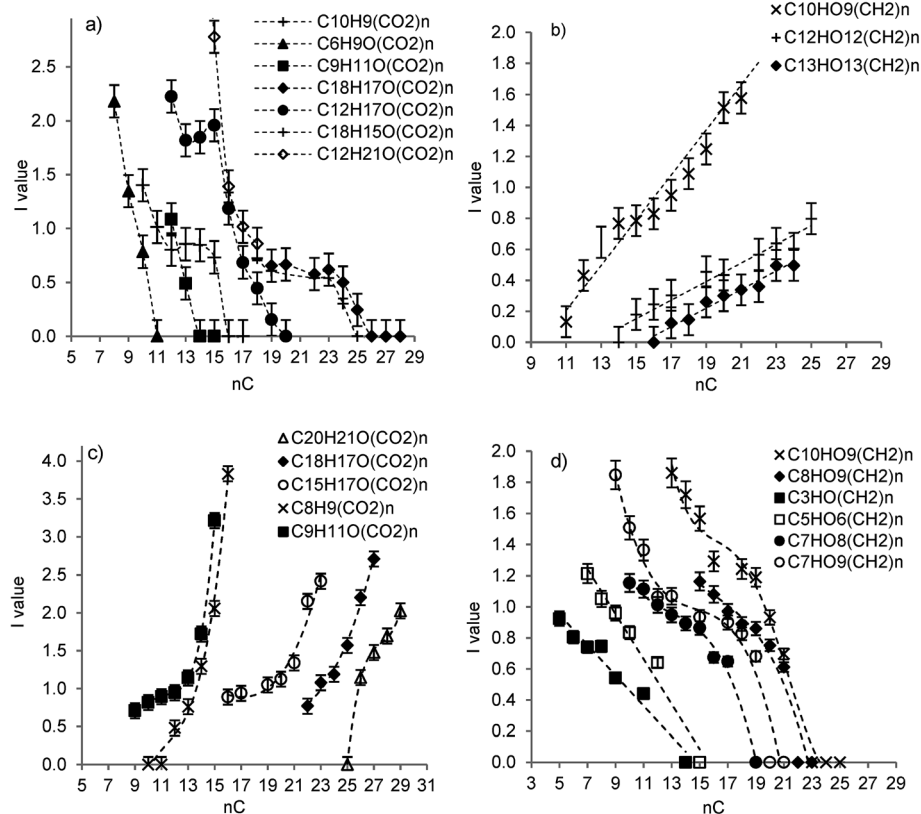 a)
C10H9(CO2)n
C6H9O(CO2)n
C9H11O(CO2)n
C18H17O(CO2)n
C12H17O(CO2)n
C18H15O(CO2)n
C12H21O(CO2)n
I value
2.5
2.0
1.5
1.0
0.5
0.0
5 7 9 11 13 15 17 19 21 23 25 27 29
nC
b)
C10HO9(CH2)n
C12HO12(CH2)n
C13HO13(CH2)n
I value
2.0
1.8
1.6
1.4
1.2
1.0
0.8
0.6
0.4
0.2
0.0
9 11 13 15 17 19 21 23 25 27 29
nC
c)
C20H21O(CO2)n
C18H17O(CO2)n
C15H17O(CO2)n
C8H9(CO2)n
C9H11O(CO2)n
I value
4.0
3.5
3.0
2.5
2.0
1.5
1.0
0.5
0.0
5 7 9 11 13 15 17 19 21 23 25 27 29 31
nC
d)
C10HO9(CH2)n
C8HO9(CH2)n
C3HO(CH2)n
C5HO6(CH2)n
C7HO8(CH2)n
C7HO9(CH2)n
I value
2.0
1.8
1.6
1.4
1.2
1.0
0.8
0.6
0.4
0.2
0.0
3 5 7 9 11 13 15 17 19 21 23 25 27 29
nC